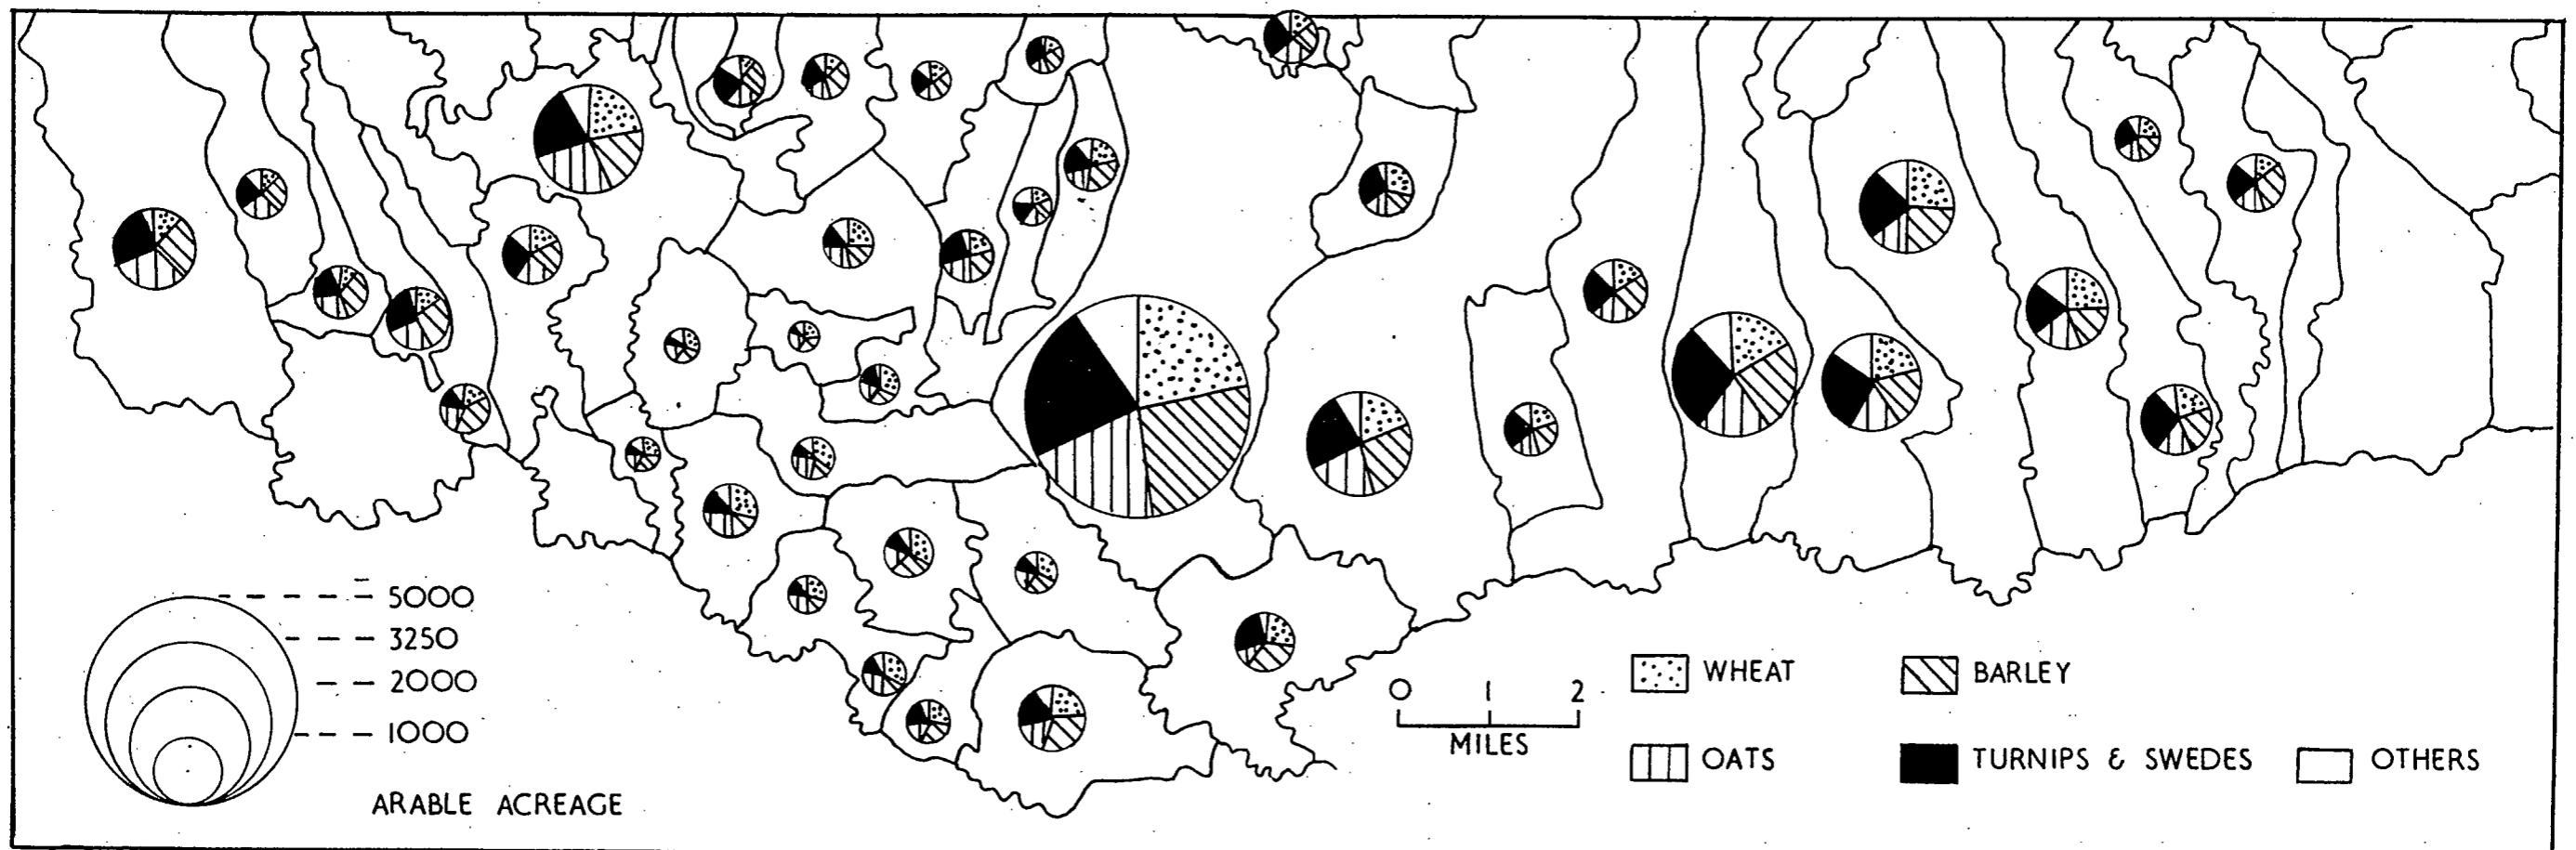 5000
3250
2000
1000
ARABLE ACREAGE
0 1 2
MILES
WHEAT
BARLEY
OATS
TURNIPS & SWEDES
OTHERS